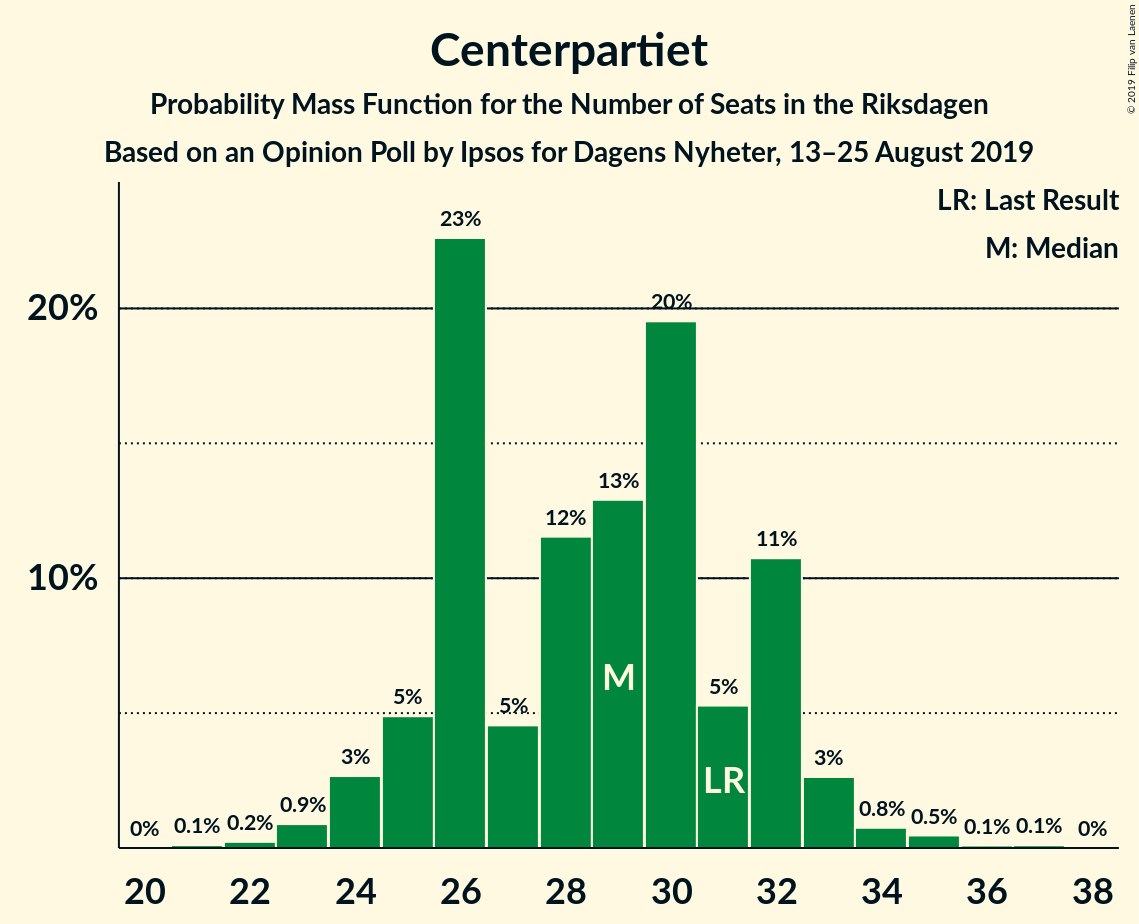 Centerpartiet
Probability Mass Function for the Number of Seats in the Riksdagen
Based on an Opinion Poll by Ipsos for Dagens Nyheter, 13–25 August 2019
© 2019 Filip van Laenen
LR: Last Result
M: Median
20%
10%
0%
0.1%
0.2%
0.9%
3%
5%
23%
5%
12%
13%
20%
5%
11%
3%
0.8%
0.5%
0.1%
0.1%
0%
M
LR
20 22 24 26 28 30 32 34 36 38